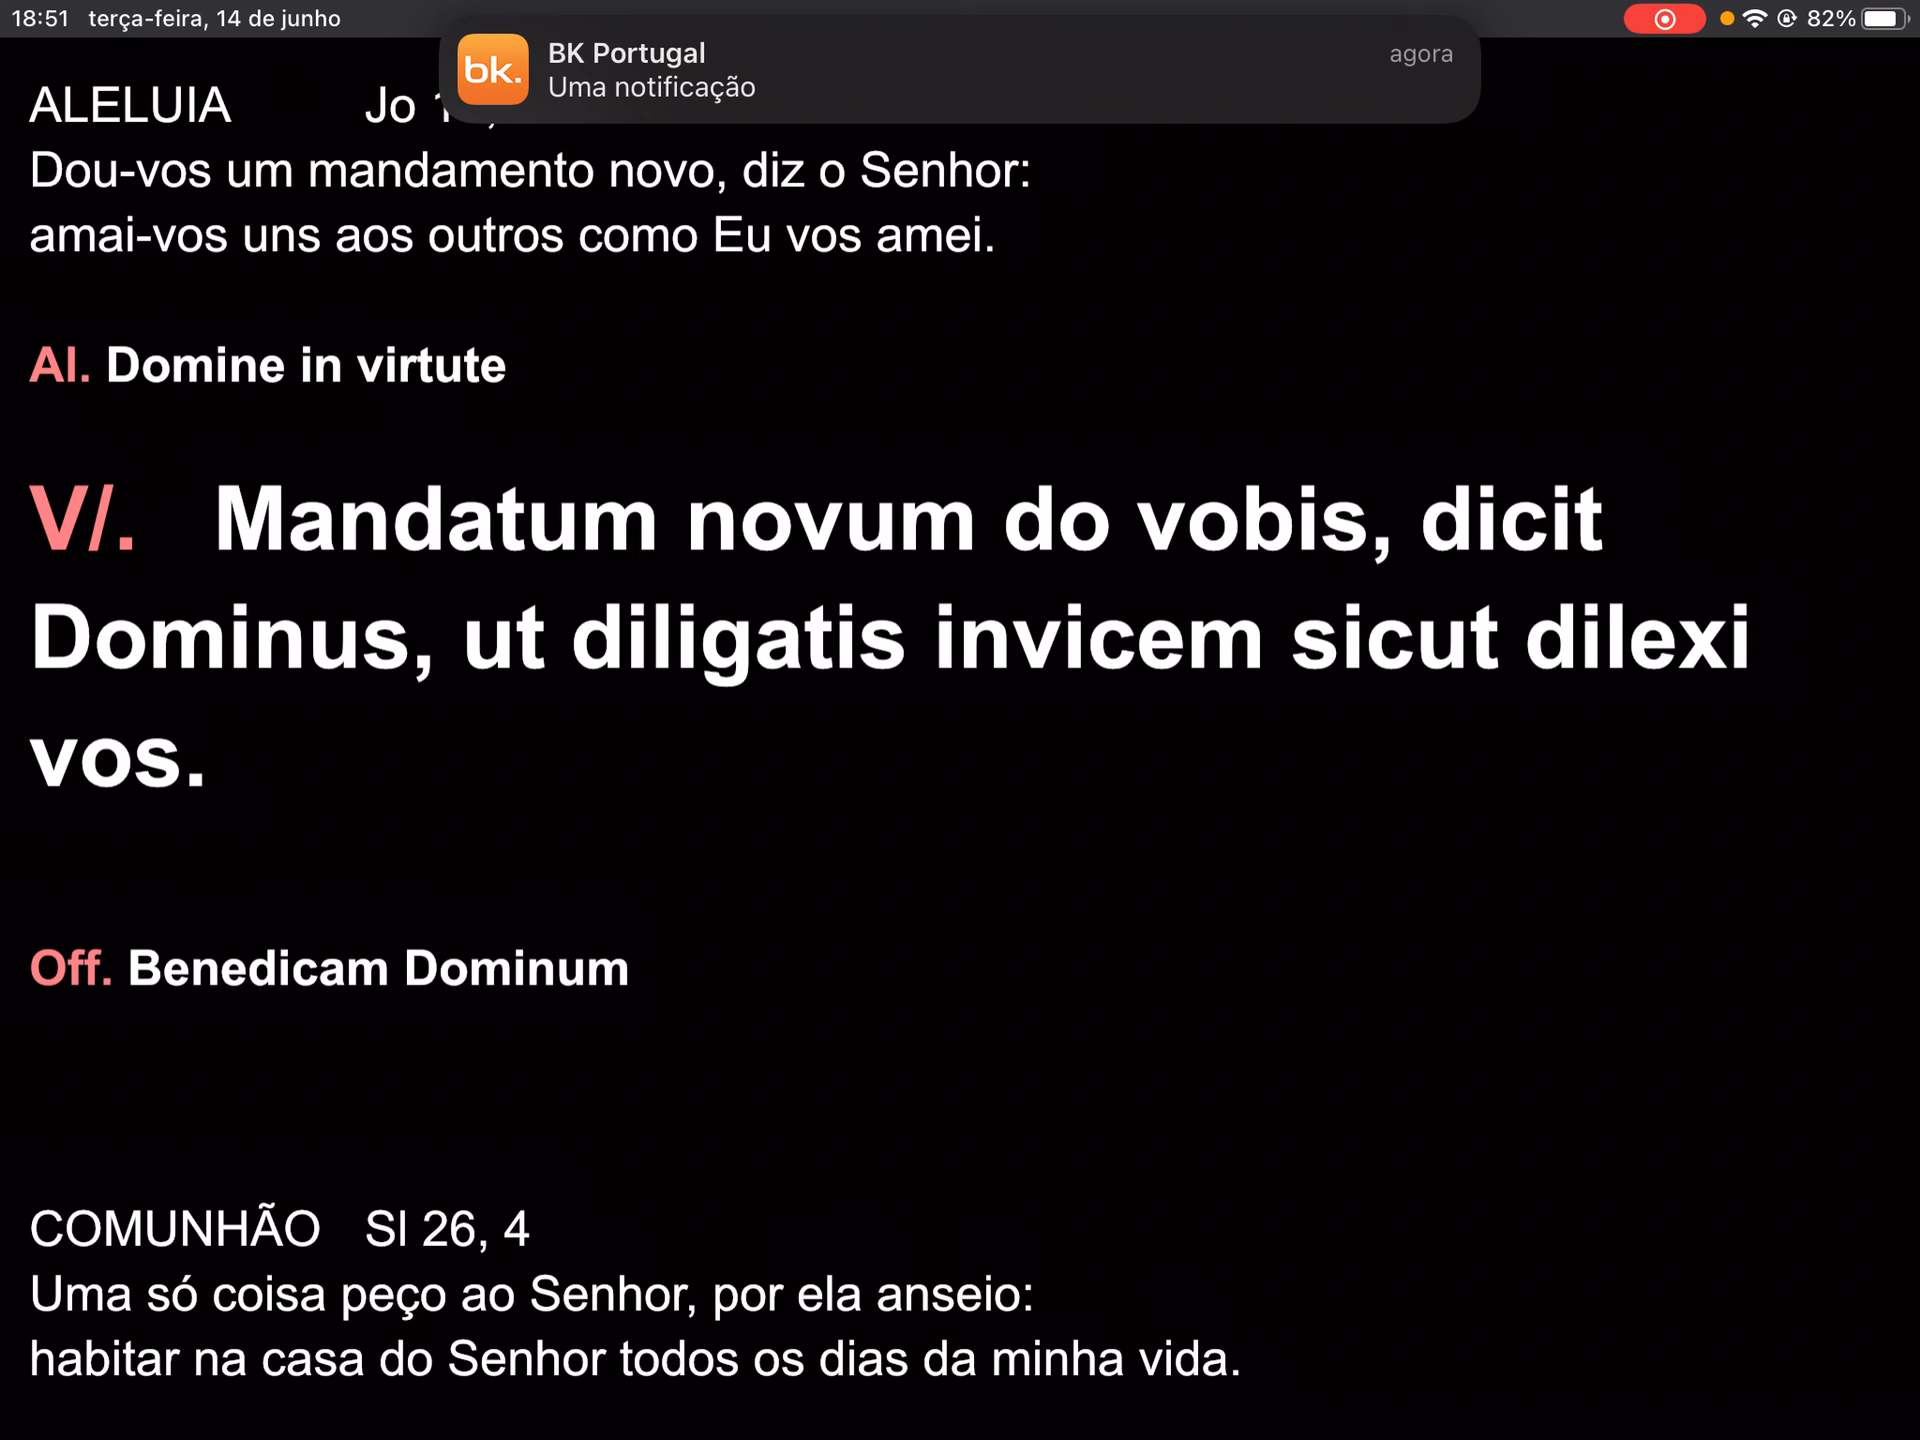 18:51 terça-feira, 14 de junho 82%
bk. BK Portugal agora
Uma notificação
ALELUIA Jo
Dou-vos um mandamento novo, diz o Senhor:
amai-vos uns aos outros como Eu vos amei.
Al. Domine in virtute
V/. Mandatum novum do vobis, dicit
Dominus, ut diligatis invicem sicut dilexi
vos.
Off. Benedicam Dominum
COMUNHÃO Sl 26, 4
Uma só coisa peço ao Senhor, por ela anseio:
habitar na casa do Senhor todos os dias da minha vida.